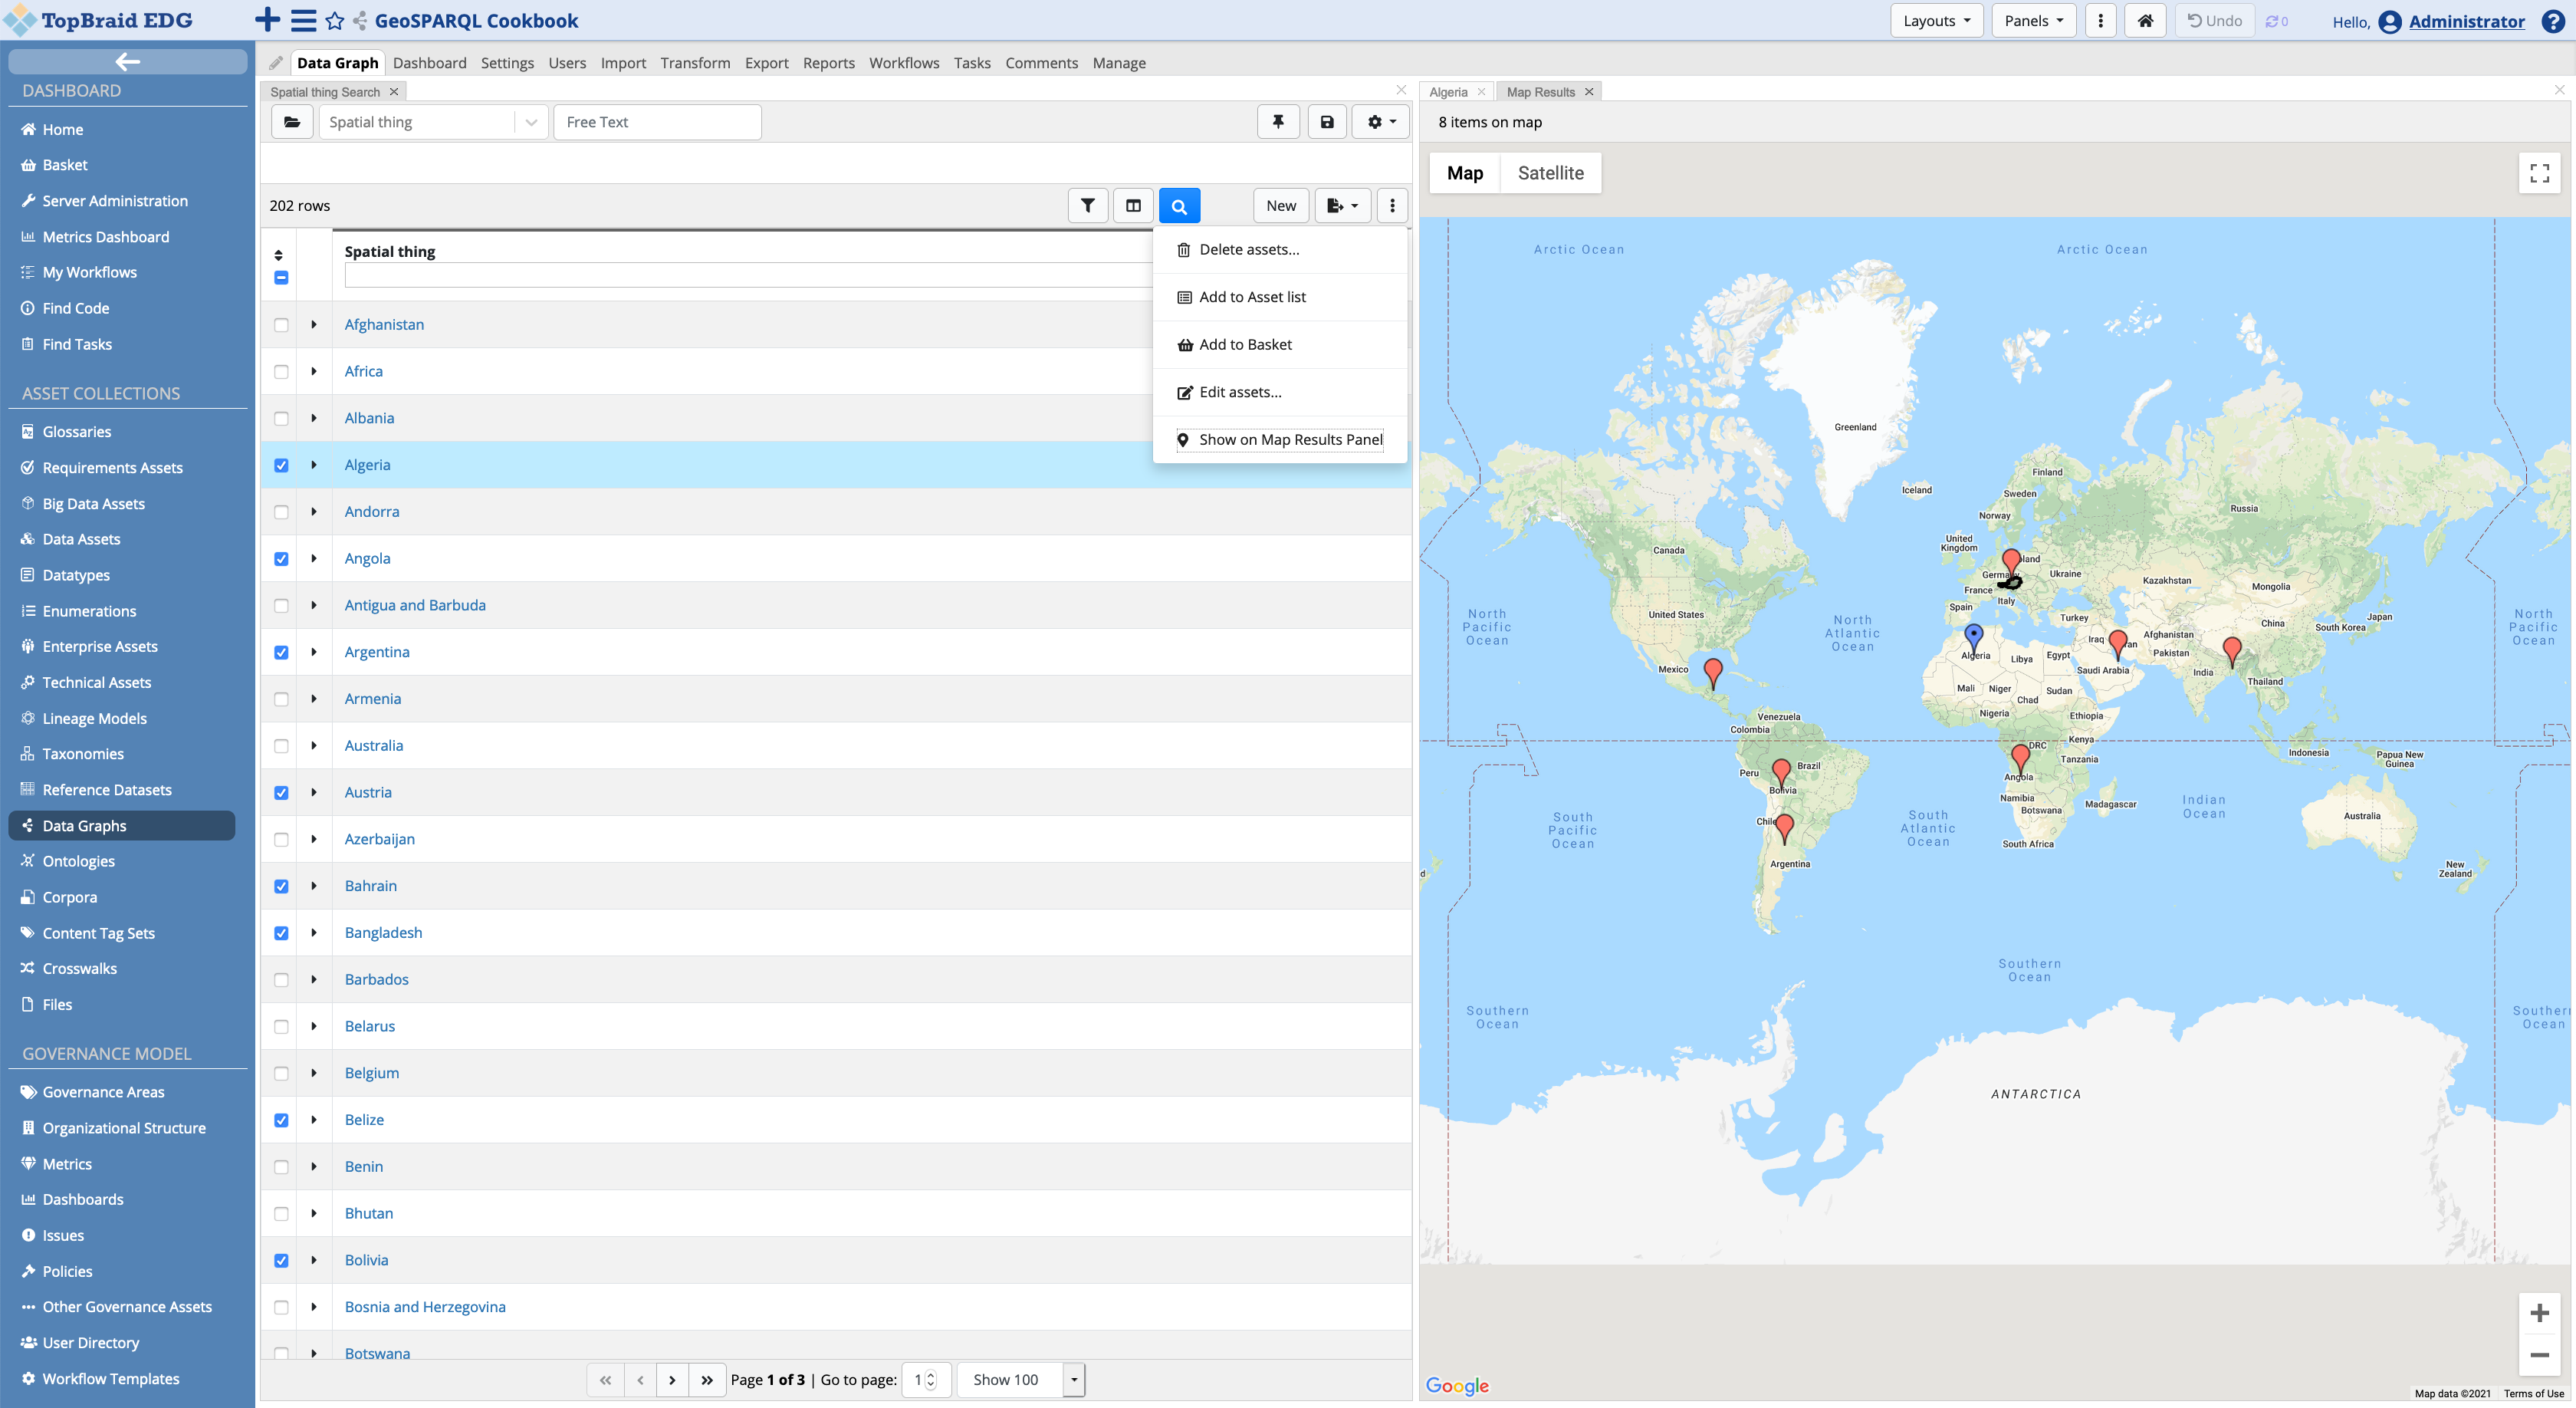 TopBraid EDG
GeoSPARQL Cookbook
Layouts
Panels
Undo
0
Hello,
Administrator
DASHBOARD
Home
Basket
Server Administration
Metrics Dashboard
My Workflows
Find Code
Find Tasks
ASSET COLLECTIONS
Glossaries
Requirements Assets
Big Data Assets
Data Assets
Datatypes
Enumerations
Enterprise Assets
Technical Assets
Lineage Models
Taxonomies
Reference Datasets
Data Graphs
Ontologies
Corpora
Content Tag Sets
Crosswalks
Files
GOVERNANCE MODEL
Governance Areas
Organizational Structure
Metrics
Dashboards
Issues
Policies
Other Governance Assets
User Directory
Workflow Templates
Data Graph
Dashboard
Settings
Users
Import
Transform
Export
Reports
Workflows
Tasks
Comments
Manage
Spatial thing Search
Spatial thing
Free Text
202 rows
New
Spatial thing
Delete assets...
Add to Asset list
Add to Basket
Edit assets...
Show on Map Results Panel
Afghanistan
Africa
Albania
Algeria
Andorra
Angola
Antigua and Barbuda
Argentina
Armenia
Australia
Austria
Azerbaijan
Bahrain
Bangladesh
Barbados
Belarus
Belgium
Belize
Benin
Bhutan
Bolivia
Bosnia and Herzegovina
Botswana
Page 1 of 3 | Go to page:
1
Show 100
Algeria
Map Results
8 items on map
Map
Satellite
Arctic Ocean
Arctic Ocean
Greenland
Finland
Iceland
Sweden
Norway
Russia
United
Kingdom
Canada
Ukraine
Kazakhstan
Mongolia
France
Italy
Spain
United States
North
Pacific
Ocean
North
Atlantic
Ocean
Turkey
Iraq
Afghanistan
China
Japan
South Korea
North
Pacific
Ocean
Algeria
Libya
Egypt
Pakistan
Saudi Arabia
India
Thailand
Mexico
Mali
Niger
Chad
Sudan
Nigeria
Ethiopia
Venezuela
Colombia
DRC
Kenya
Tanzania
Indonesia
Papua New
Guinea
Peru
Brazil
Bolivia
Angola
Namibia
Botswana
Madagascar
Indian
Ocean
South
Pacific
Ocean
Chile
South
Atlantic
Ocean
South Africa
Australia
Argentina
New
Zealand
Southern
Ocean
Southern
Ocean
ANTARCTICA
Google
Map data ©2021
Terms of Use